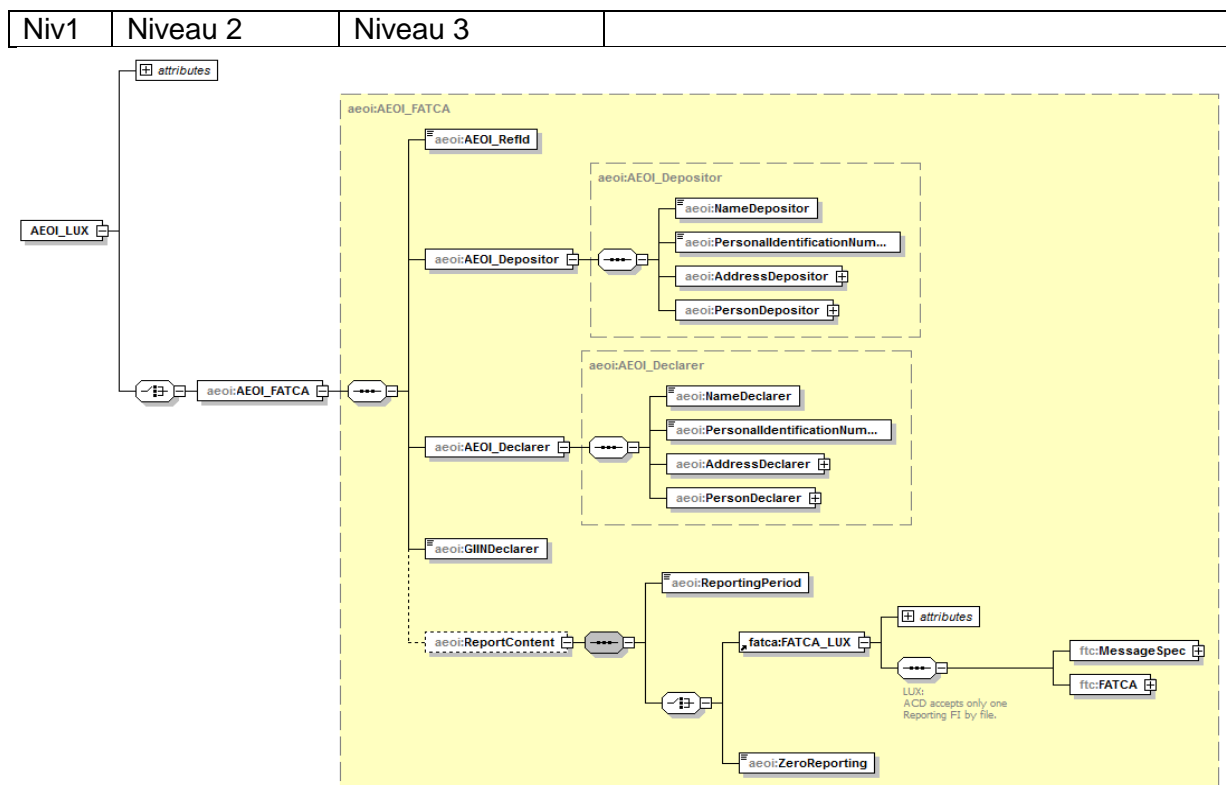 Niv1 Niveau 2 Niveau 3
attributes
aeoi:AEOI_FATCA
aeoi:AEOI_RefId
aeoi:AEOI_Depositor
aeoi:NameDepositor
AEOI_LUX
aeoi:PersonalIdentificationNum...
aeoi:AEOI_Depositor
aeoi:AddressDepositor
aeoi:PersonDepositor
aeoi:AEOI_Declarer
aeoi:AEOI_FATCA
aeoi:NameDeclarer
aeoi:PersonalIdentificationNum...
aeoi:AEOI_Declarer
aeoi:AddressDeclarer
aeoi:PersonDeclarer
aeoi:GIINDeclarer
aeoi:ReportingPeriod
attributes
aeoi:ReportContent
fatca:FATCA_LUX
ftc:MessageSpec
ftc:FATCA
LUX:
ACD accepts only one
Reporting FI by file.
aeoi:ZeroReporting